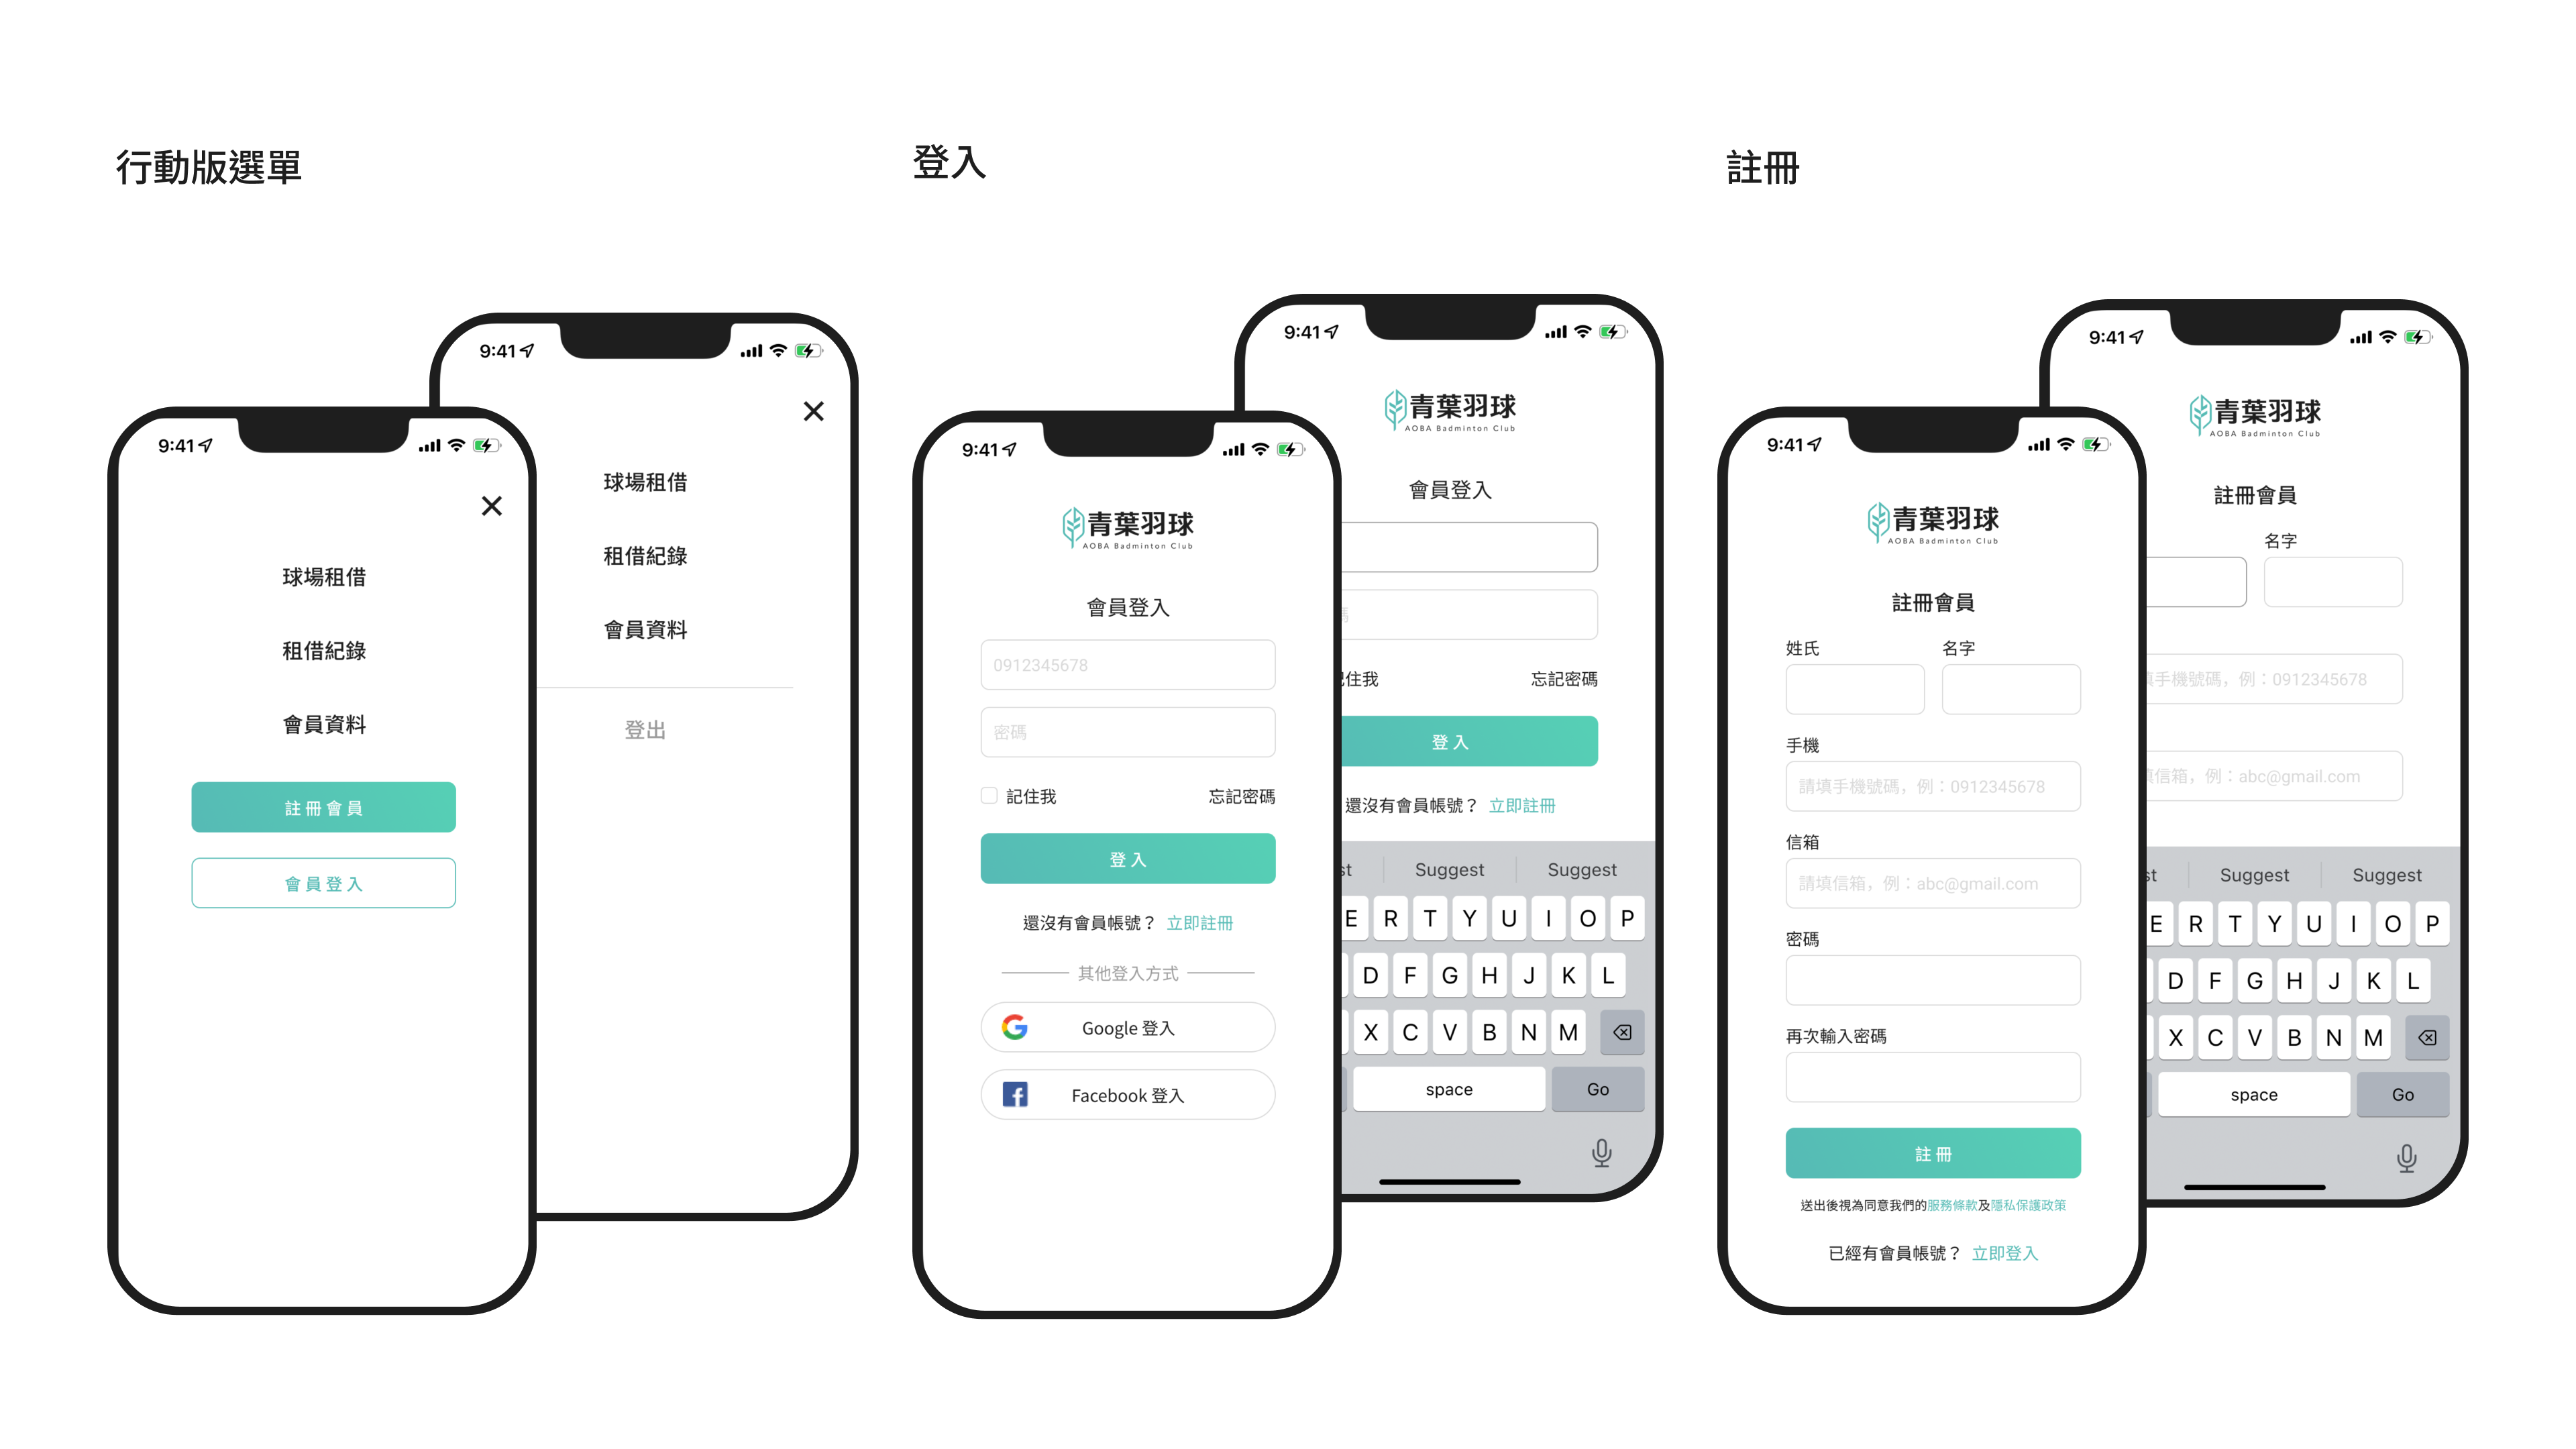 行動版選單
登入
註冊
9:41
球場租借
租借紀錄
會員資料
註冊會員
會員登入
9:41
球場租借
租借紀錄
會員資料
登出
9:41
青葉羽球
AOBA Badminton Club
會員登入
0912345678
密碼
記住我
忘記密碼
登入
還沒有會員帳號？ 立即註冊
其他登入方式
Google 登入
Facebook 登入
9:41
青葉羽球
AOBA Badminton Club
會員登入
碼
記住我
忘記密碼
登入
還沒有會員帳號？ 立即註冊
st Suggest Suggest
E R T Y U I O P
D F G H J K L
X C V B N M
space Go
9:41
青葉羽球
AOBA Badminton Club
註冊會員
姓氏 名字
手機
請填手機號碼，例：0912345678
信箱
請填信箱，例：abc@gmail.com
密碼
再次輸入密碼
註冊
送出後視為同意我們的服務條款及隱私保護政策
已經有會員帳號？ 立即登入
9:41
青葉羽球
AOBA Badminton Club
註冊會員
名字
填手機號碼，例：0912345678
填信箱，例：abc@gmail.com
st Suggest Suggest
E R T Y U I O P
D F G H J K L
X C V B N M
space Go